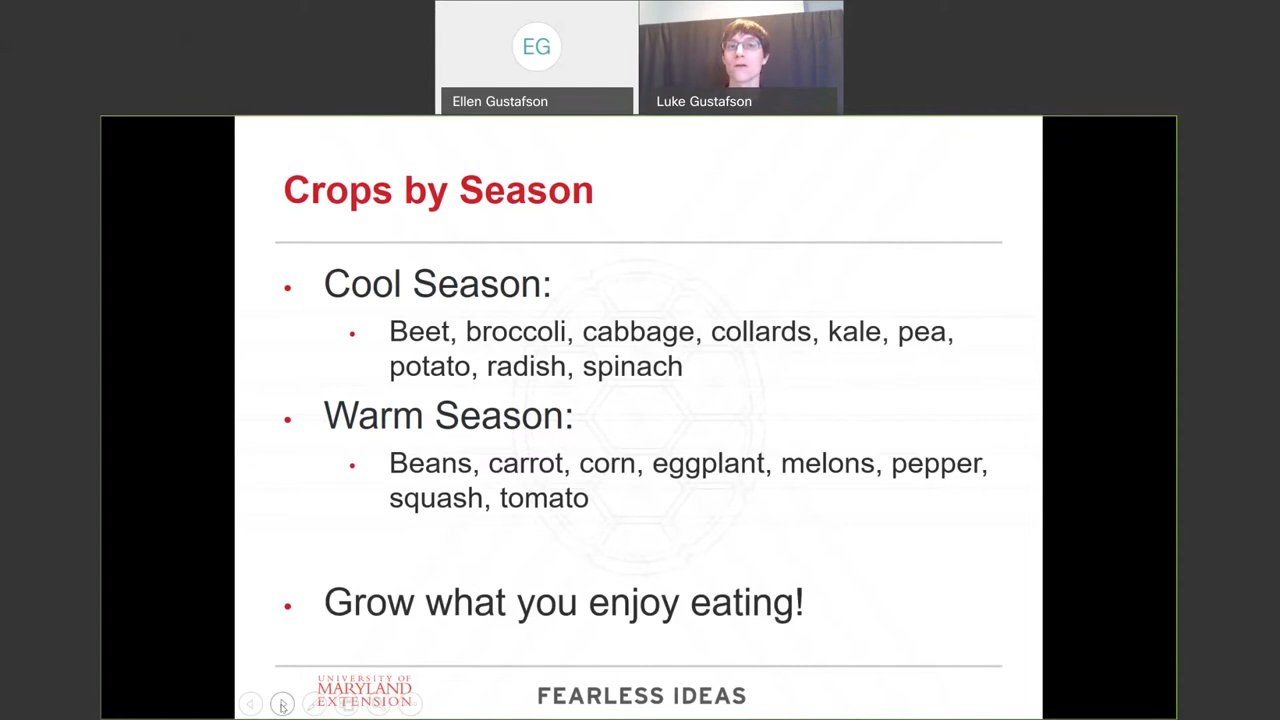 EG
Ellen Gustafson
Luke Gustafson
Crops by Season
• Cool Season:
• Beet, broccoli, cabbage, collards, kale, pea,
potato, radish, spinach
• Warm Season:
• Beans, carrot, corn, eggplant, melons, pepper,
squash, tomato
• Grow what you enjoy eating!
UNIVERSITY OF
MARYLAND
EXTENSION
FEARLESS IDEAS